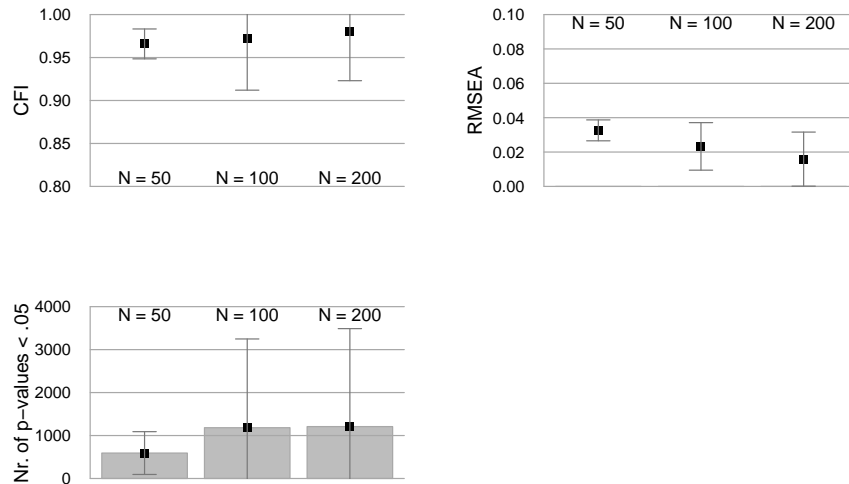 CFI
1.00
0.95
0.90
0.85
0.80
N = 50 N = 100 N = 200
RMSEA
0.10
0.08
0.06
0.04
0.02
0.00
N = 50 N = 100 N = 200
Nr. of p−values < .05
4000
3000
2000
1000
0
N = 50 N = 100 N = 200